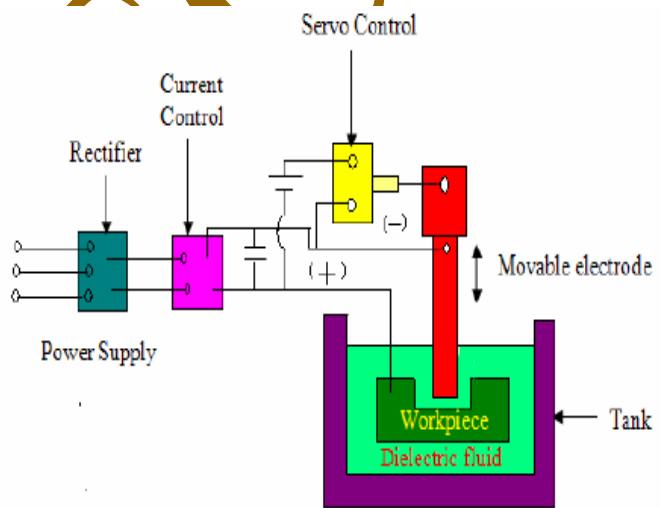 Servo Control
Current
Control
Rectifier
(-)
(+)
Movable electrode
Power Supply
Workpiece
Tank
Dielectric fluid